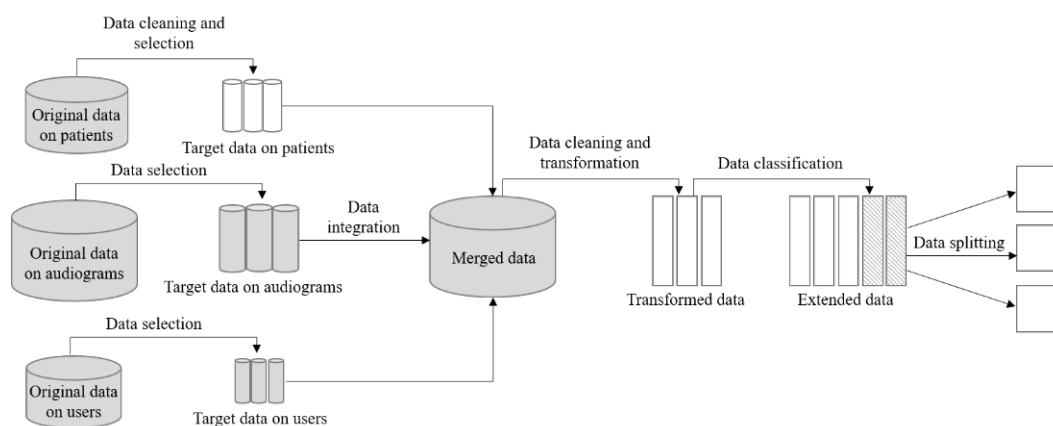 Data cleaning and
selection
Original data
on patients
Target data on patients
Data selection
Original data
on audiograms
Target data on audiograms
Data
integration
Data selection
Original data
on users
Target data on users
Merged data
Data cleaning and
transformation
Transformed data
Data classification
Extended data
Data splitting